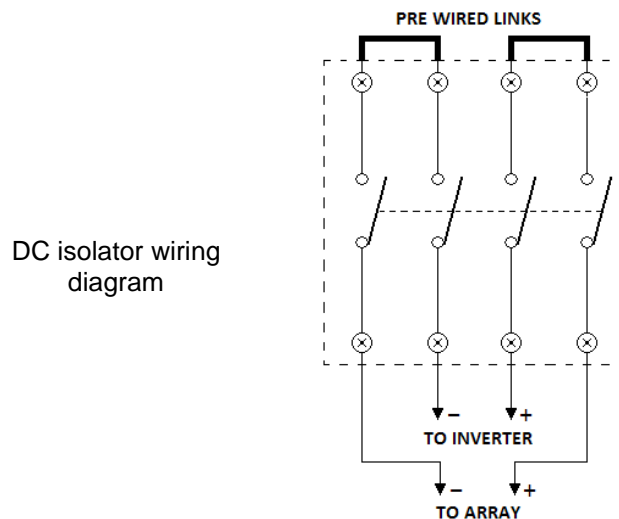 PRE WIRED LINKS
DC isolator wiring
diagram
− +
TO INVERTER
− +
TO ARRAY